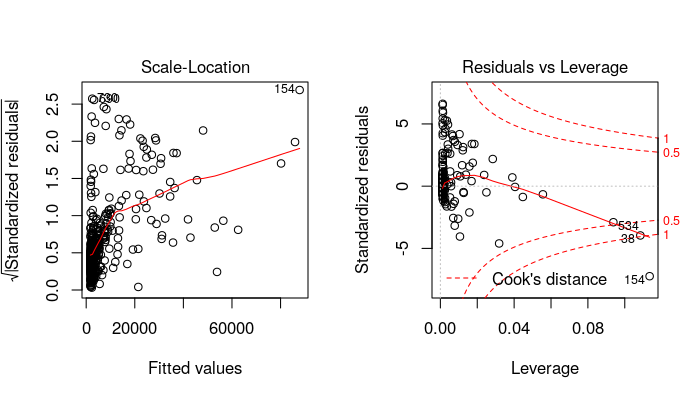 Scale-Location
√|Standardized residuals|
0.0 0.5 1.0 1.5 2.0 2.5
154
0 20000 60000
Fitted values
Residuals vs Leverage
Standardized residuals
-5 0 5
1
0.5
0.5
1
534
38
154
Cook's distance
0.00 0.04 0.08
Leverage